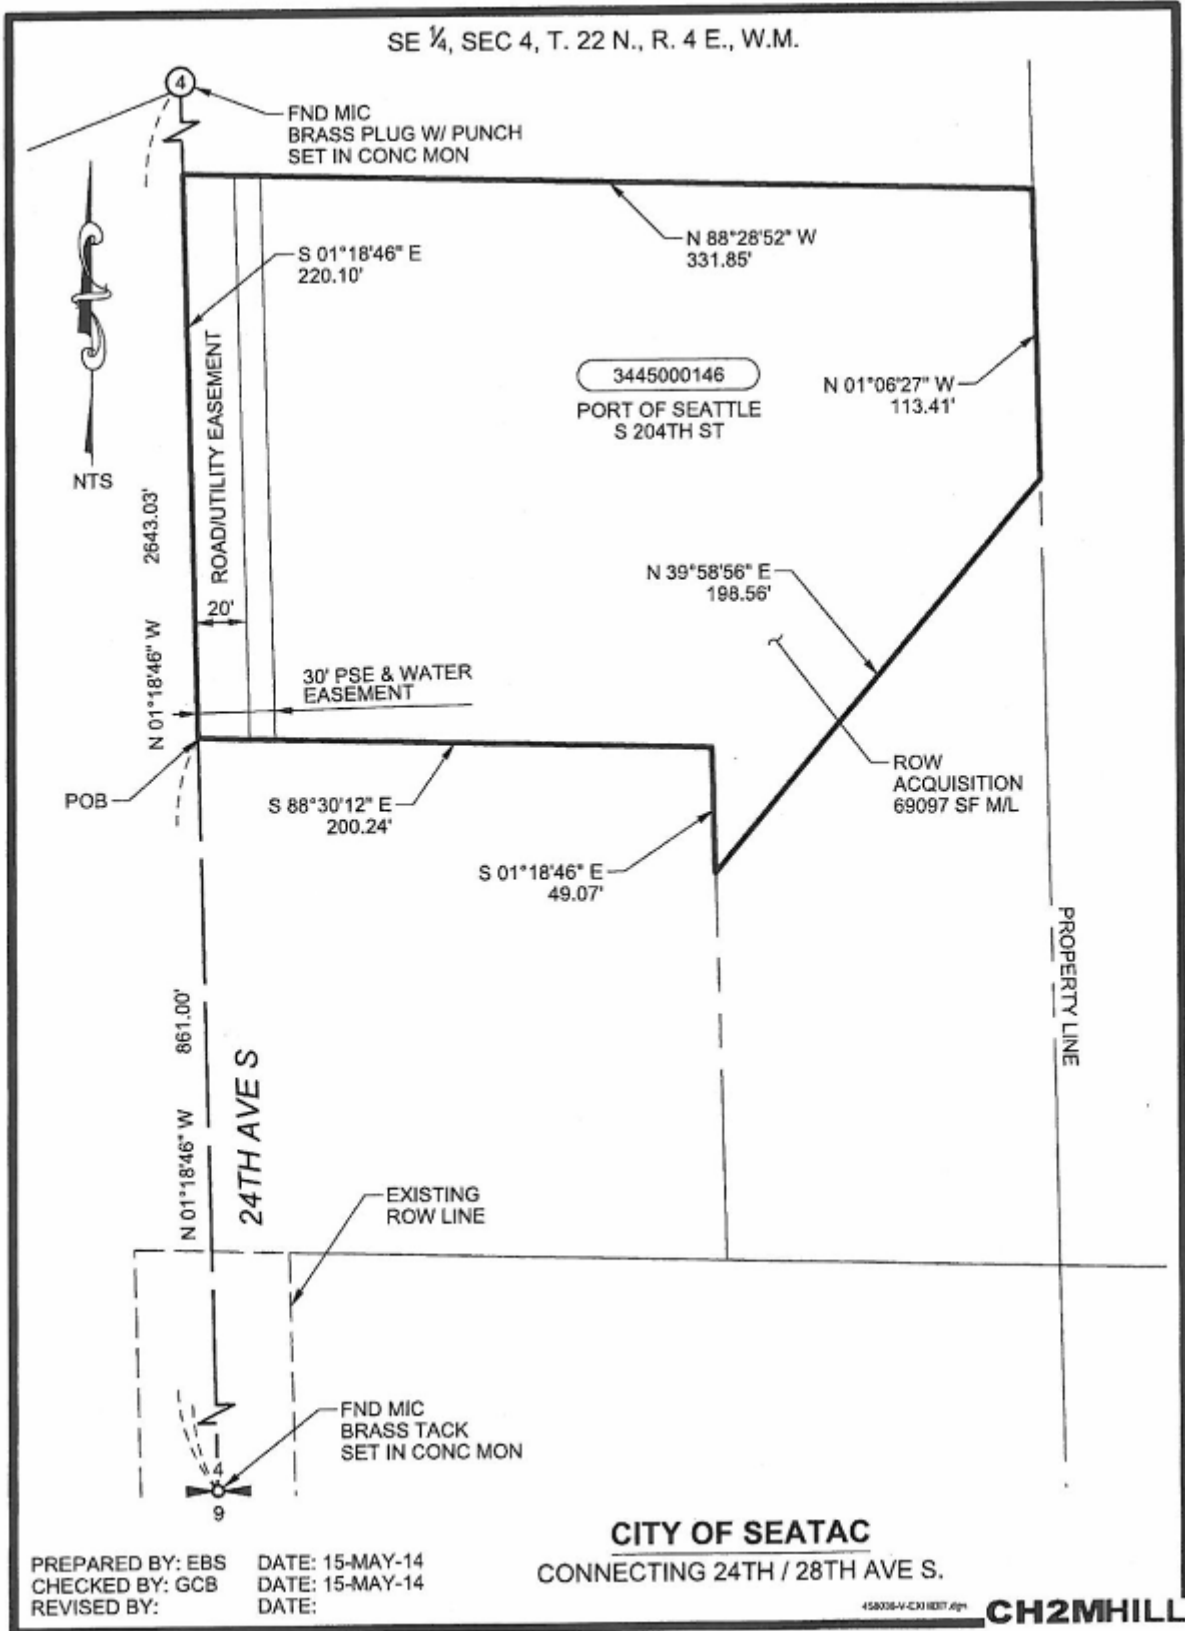 SE ¼, SEC 4, T. 22 N., R. 4 E., W.M.
4
FND MIC
BRASS PLUG W/ PUNCH
SET IN CONC MON
S 01°18'46" E
220.10'
N 88°28'52" W
331.85'
3445000146
PORT OF SEATTLE
S 204TH ST
N 01°06'27" W
113.41'
NTS
ROAD/UTILITY EASEMENT
20'
N 01°18'46" W 2643.03'
N 39°58'56" E
198.56'
30' PSE & WATER
EASEMENT
POB
S 88°30'12" E
200.24'
ROW
ACQUISITION
69097 SF M/L
S 01°18'46" E
49.07'
PROPERTY LINE
N 01°18'46" W 861.00'
24TH AVE S
EXISTING
ROW LINE
FND MIC
BRASS TACK
SET IN CONC MON
4
9
CITY OF SEATAC
CONNECTING 24TH / 28TH AVE S.
PREPARED BY: EBS DATE: 15-MAY-14
CHECKED BY: GCB DATE: 15-MAY-14
REVISED BY: DATE:
CH2MHILL